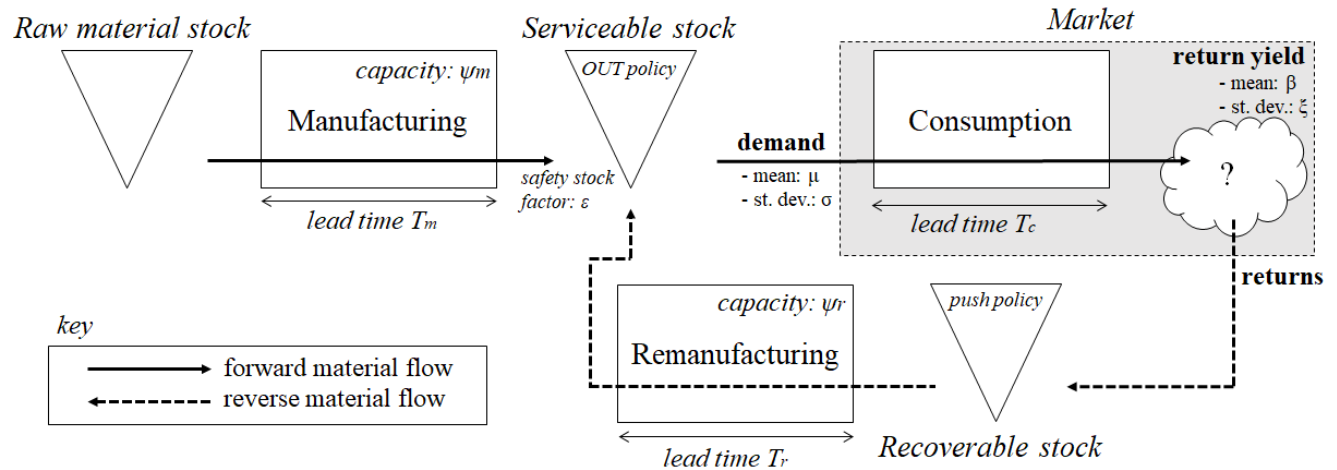 Raw material stock
Serviceable stock
Market
capacity: ψm
Manufacturing
lead time Tm
OUT policy
safety stock
factor: ε
demand
- mean: μ
- st. dev.: σ
Consumption
lead time Tc
return yield
- mean: β
- st. dev.: ξ
?
returns
capacity: ψr
Remanufacturing
lead time Tr
push policy
Recoverable stock
key
forward material flow
reverse material flow